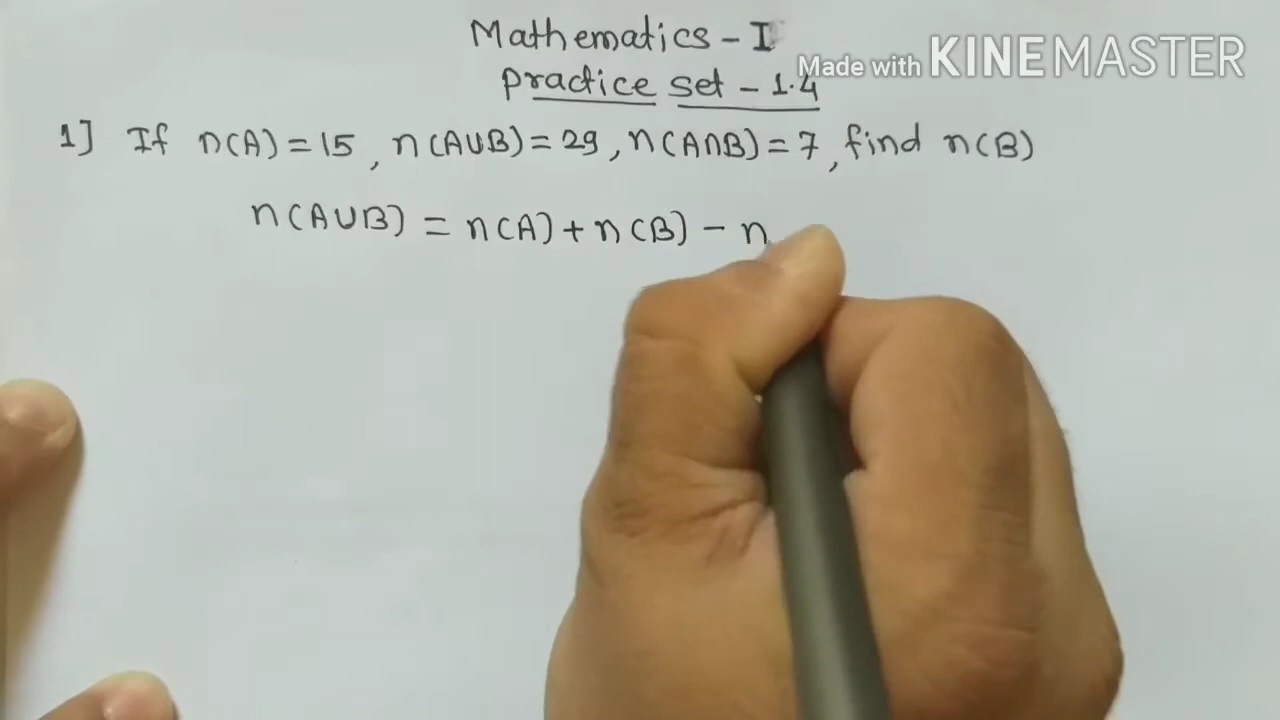 Mathematics - I
Made with KINEMASTER
Practice set - 1.4
1] If n(A) = 15, n(A∪B) = 29, n(A∩B) = 7, find n(B)
n(A∪B) = n(A) + n(B) - n